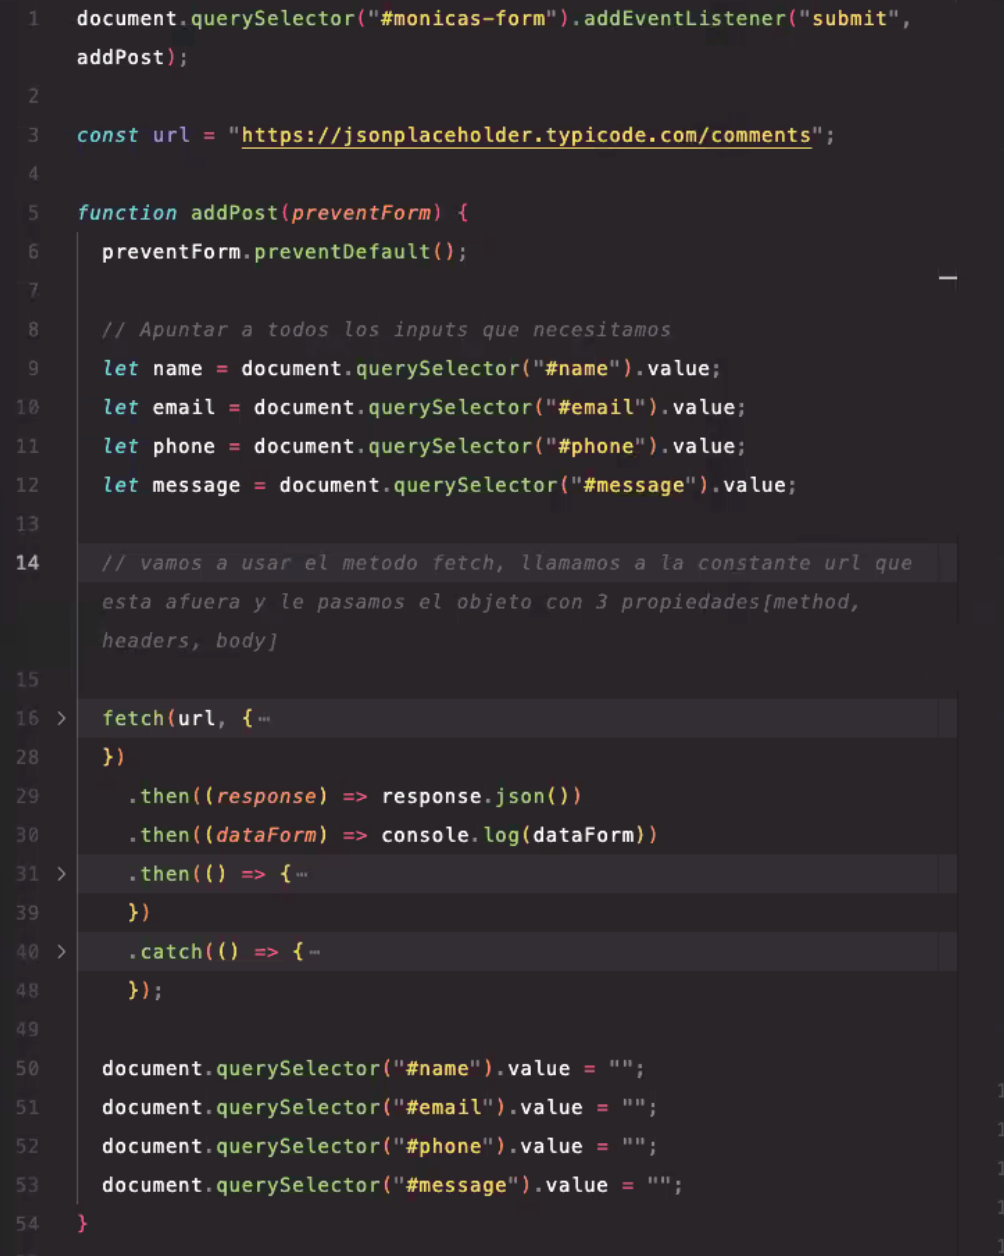 1 document.querySelector("#monicas-form").addEventListener("submit",
addPost);
2
3 const url = "https://jsonplaceholder.typicode.com/comments";
4
5 function addPost(preventForm) {
6 preventForm.preventDefault();
7
8 // Apuntar a todos los inputs que necesitamos
9 let name = document.querySelector("#name").value;
10 let email = document.querySelector("#email").value;
11 let phone = document.querySelector("#phone").value;
12 let message = document.querySelector("#message").value;
13
14 // vamos a usar el metodo fetch, llamamos a la constante url que
esta afuera y le pasamos el objeto con 3 propiedades[method,
headers, body]
15
16 > fetch(url, {⋯
28 })
29 .then((response) => response.json())
30 .then((dataForm) => console.log(dataForm))
31 > .then(() => {⋯
39 })
40 > .catch(() => {⋯
48 });
49
50 document.querySelector("#name").value = "";
51 document.querySelector("#email").value = "";
52 document.querySelector("#phone").value = "";
53 document.querySelector("#message").value = "";
54 }